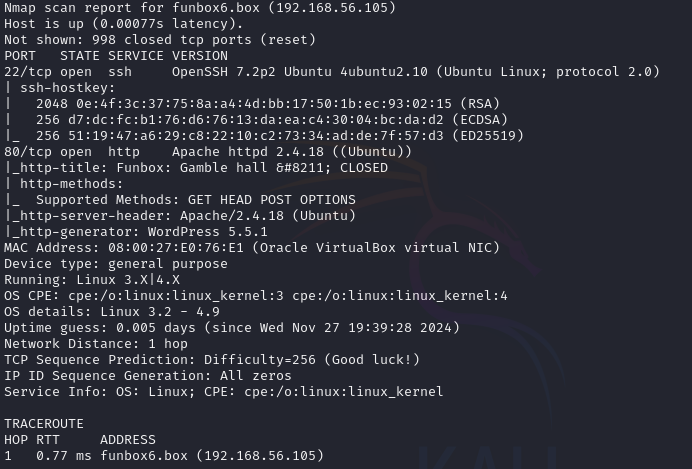 Nmap scan report for funbox6.box (192.168.56.105)
Host is up (0.00077s latency).
Not shown: 998 closed tcp ports (reset)
PORT   STATE SERVICE VERSION
22/tcp open  ssh     OpenSSH 7.2p2 Ubuntu 4ubuntu2.10 (Ubuntu Linux; protocol 2.0)
| ssh-hostkey:
|   2048 0e:4f:3c:37:75:8a:a4:4d:bb:17:50:1b:ec:93:02:15 (RSA)
|   256 d7:dc:fc:b1:76:d6:76:13:da:ea:c4:30:04:bc:da:d2 (ECDSA)
|_  256 51:19:47:a6:29:c8:22:10:c2:73:34:ad:de:7f:57:d3 (ED25519)
80/tcp open  http    Apache httpd 2.4.18 ((Ubuntu))
|_http-title: Funbox: Gamble hall &#8211; CLOSED
| http-methods:
|_  Supported Methods: GET HEAD POST OPTIONS
|_http-server-header: Apache/2.4.18 (Ubuntu)
|_http-generator: WordPress 5.5.1
MAC Address: 08:00:27:E0:76:E1 (Oracle VirtualBox virtual NIC)
Device type: general purpose
Running: Linux 3.X|4.X
OS CPE: cpe:/o:linux:linux_kernel:3 cpe:/o:linux:linux_kernel:4
OS details: Linux 3.2 - 4.9
Uptime guess: 0.005 days (since Wed Nov 27 19:39:28 2024)
Network Distance: 1 hop
TCP Sequence Prediction: Difficulty=256 (Good luck!)
IP ID Sequence Generation: All zeros
Service Info: OS: Linux; CPE: cpe:/o:linux:linux_kernel

TRACEROUTE
HOP RTT     ADDRESS
1   0.77 ms funbox6.box (192.168.56.105)
KALI